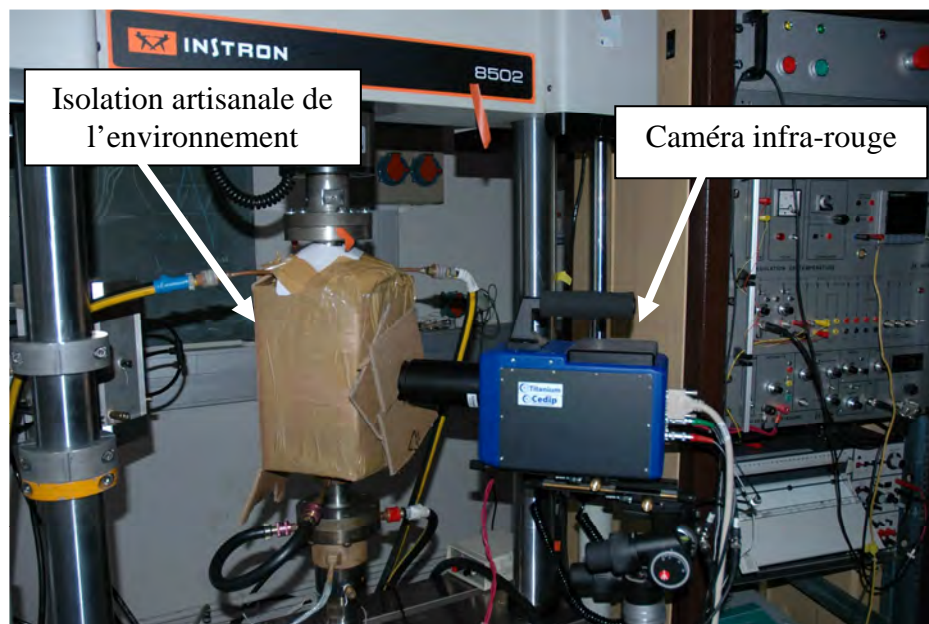 INSTRON
8502
Isolation artisanale de
l’environnement
Caméra infra-rouge
Titanium
Cedip